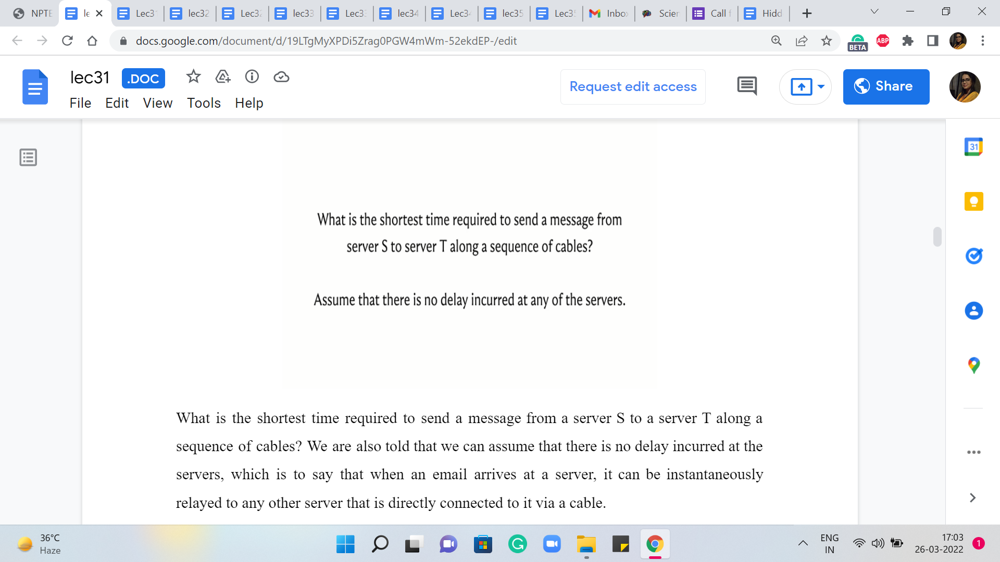 NPTE le Lec31 lec32 Lec32 lec33 Lec33 lec34 Lec34 lec35 Lec35 Inbox Scien Call f Hidd
docs.google.com/document/d/19LTgMyXPDi5Zrag0PGW4mWm-52ekdEP-/edit
BETA ABP
lec31 .DOC
Request edit access
Share
File Edit View Tools Help
31
What is the shortest time required to send a message from
server S to server T along a sequence of cables?
Assume that there is no delay incurred at any of the servers.
What is the shortest time required to send a message from a server S to a server T along a
sequence of cables? We are also told that we can assume that there is no delay incurred at the
servers, which is to say that when an email arrives at a server, it can be instantaneously
relayed to any other server that is directly connected to it via a cable.
36°C
Haze
ENG
IN
17:03
26-03-2022
1